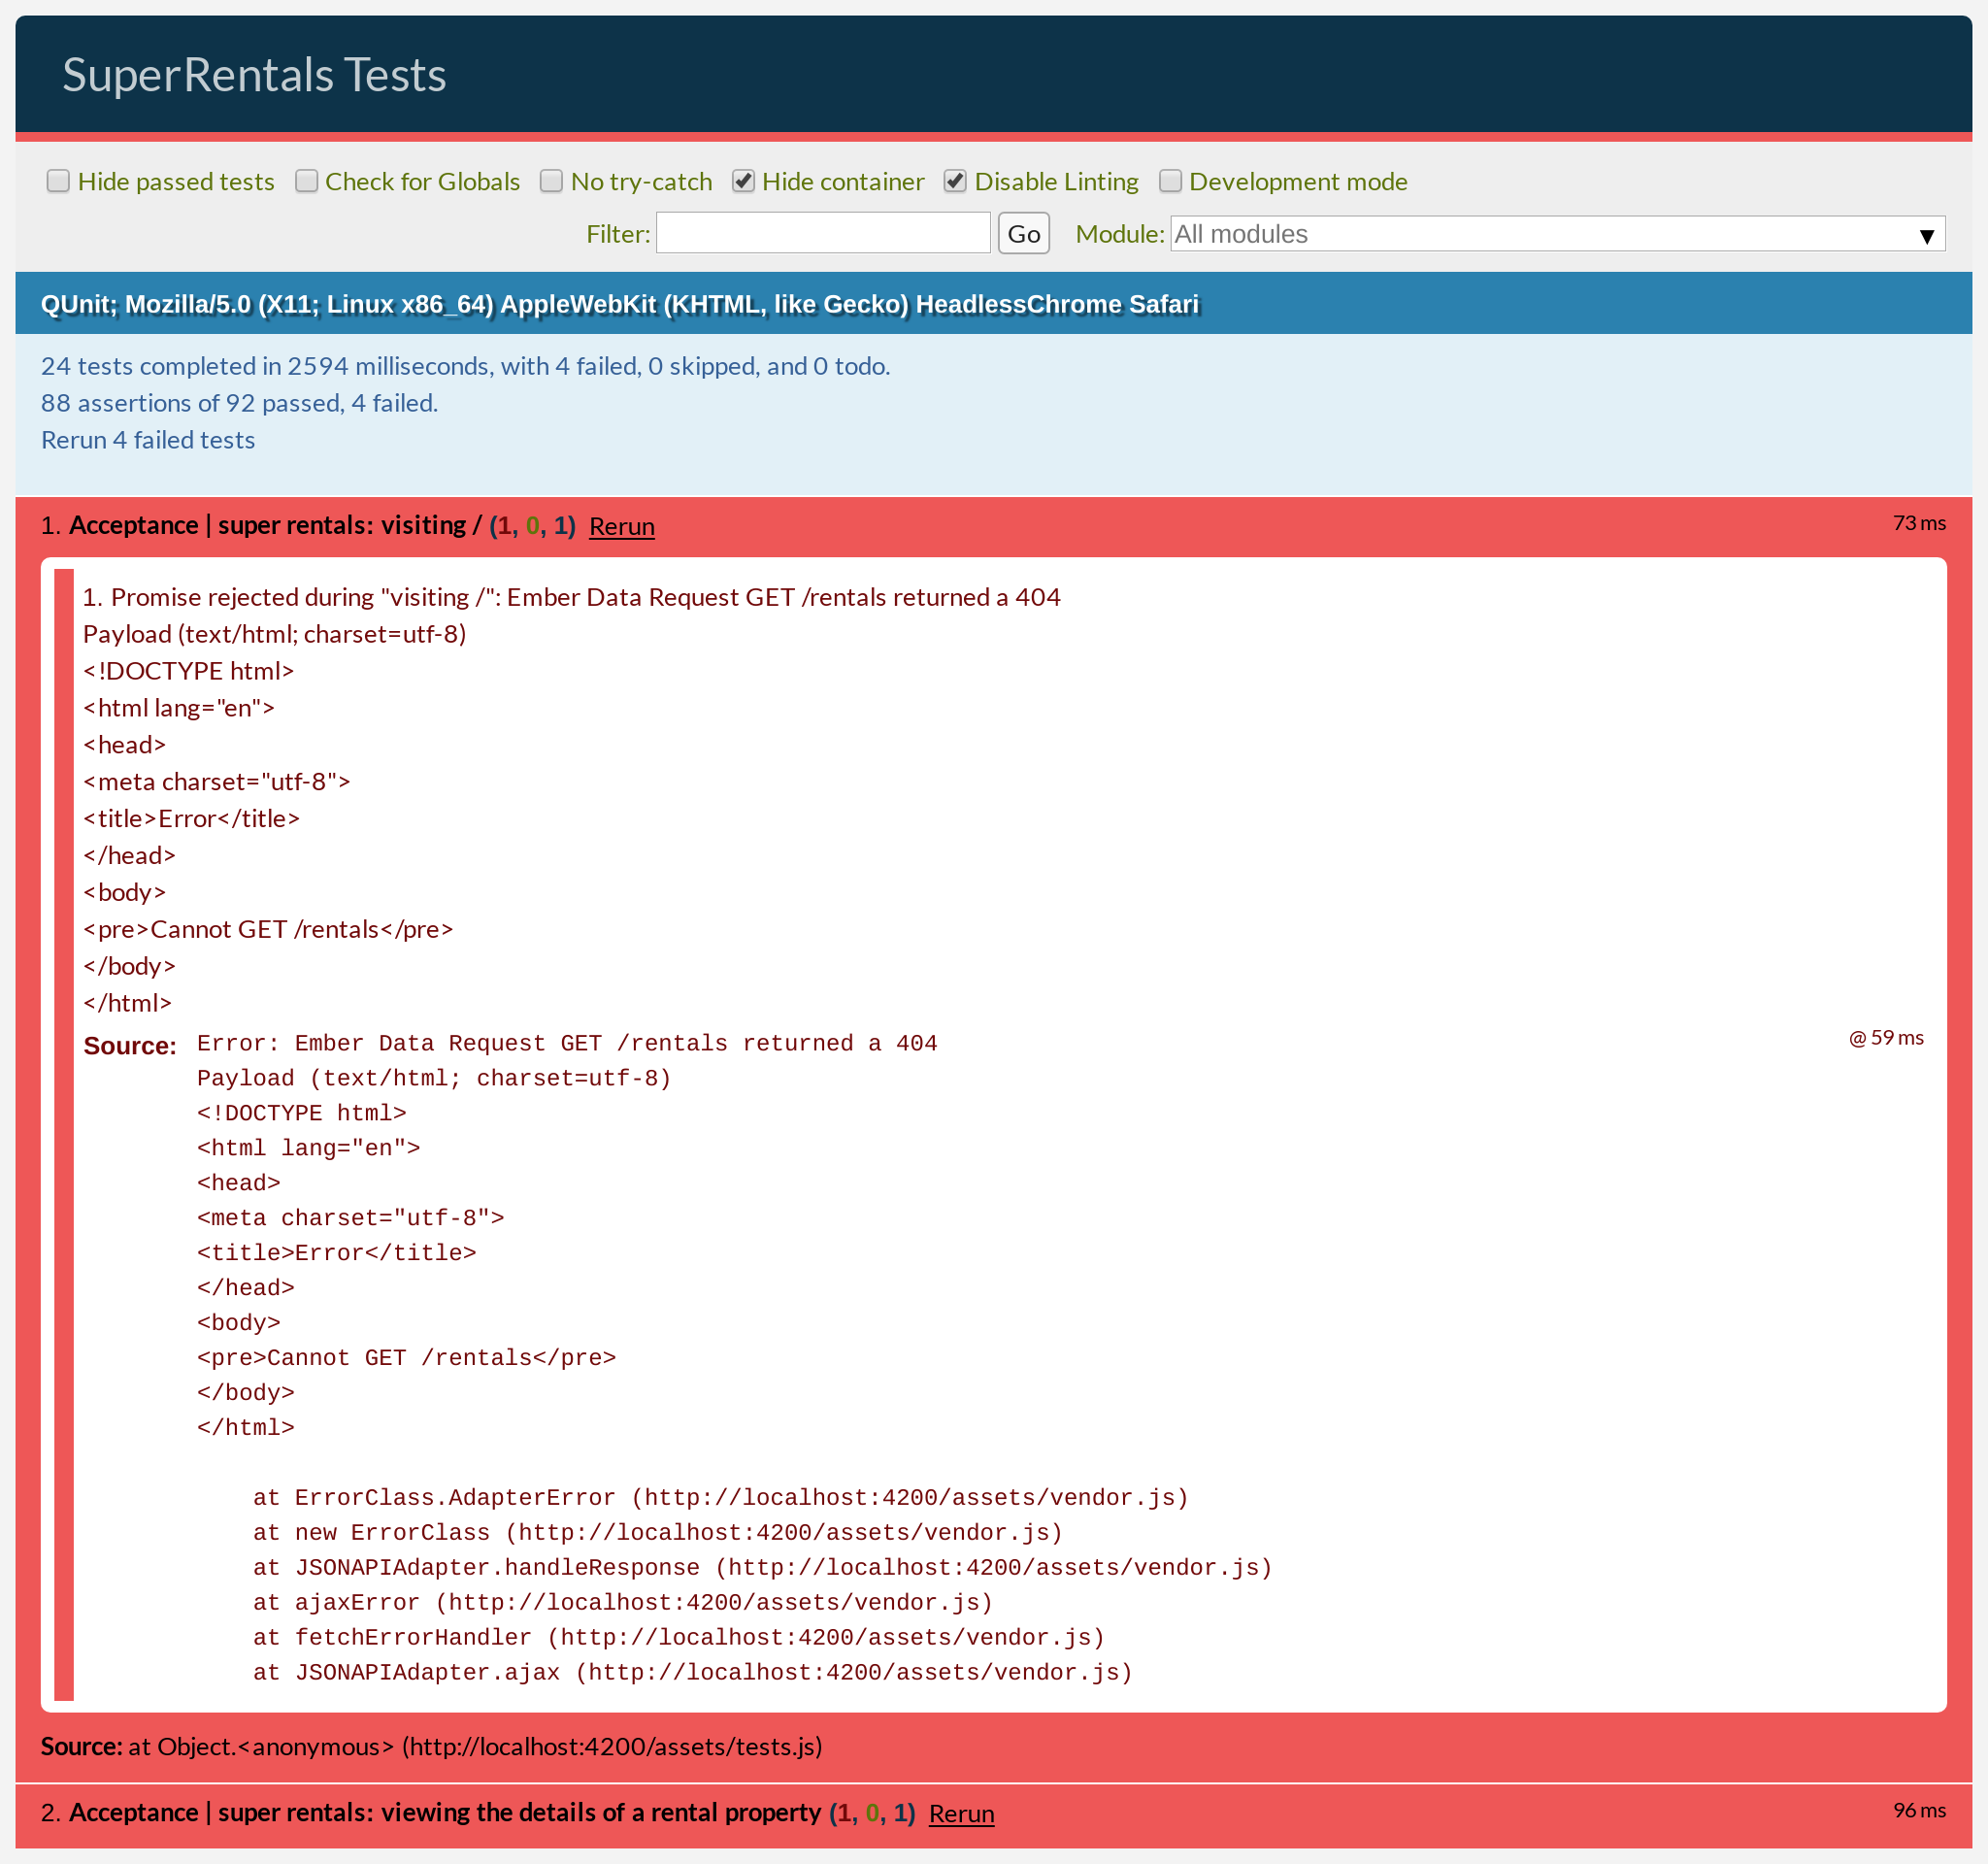 SuperRentals Tests
Hide passed tests Check for Globals No try-catch Hide container Disable Linting Development mode
Filter: Go Module: All modules ▼
QUnit; Mozilla/5.0 (X11; Linux x86_64) AppleWebKit (KHTML, like Gecko) HeadlessChrome Safari
24 tests completed in 2594 milliseconds, with 4 failed, 0 skipped, and 0 todo.
88 assertions of 92 passed, 4 failed.
Rerun 4 failed tests
1. Acceptance | super rentals: visiting / (1, 0, 1) Rerun 73 ms
1. Promise rejected during "visiting /": Ember Data Request GET /rentals returned a 404
Payload (text/html; charset=utf-8)
<!DOCTYPE html>
<html lang="en">
<head>
<meta charset="utf-8">
<title>Error</title>
</head>
<body>
<pre>Cannot GET /rentals</pre>
</body>
</html>
Source: Error: Ember Data Request GET /rentals returned a 404 @ 59 ms
Payload (text/html; charset=utf-8)
<!DOCTYPE html>
<html lang="en">
<head>
<meta charset="utf-8">
<title>Error</title>
</head>
<body>
<pre>Cannot GET /rentals</pre>
</body>
</html>
at ErrorClass.AdapterError (http://localhost:4200/assets/vendor.js)
at new ErrorClass (http://localhost:4200/assets/vendor.js)
at JSONAPIAdapter.handleResponse (http://localhost:4200/assets/vendor.js)
at ajaxError (http://localhost:4200/assets/vendor.js)
at fetchErrorHandler (http://localhost:4200/assets/vendor.js)
at JSONAPIAdapter.ajax (http://localhost:4200/assets/vendor.js)
Source: at Object.<anonymous> (http://localhost:4200/assets/tests.js)
2. Acceptance | super rentals: viewing the details of a rental property (1, 0, 1) Rerun 96 ms